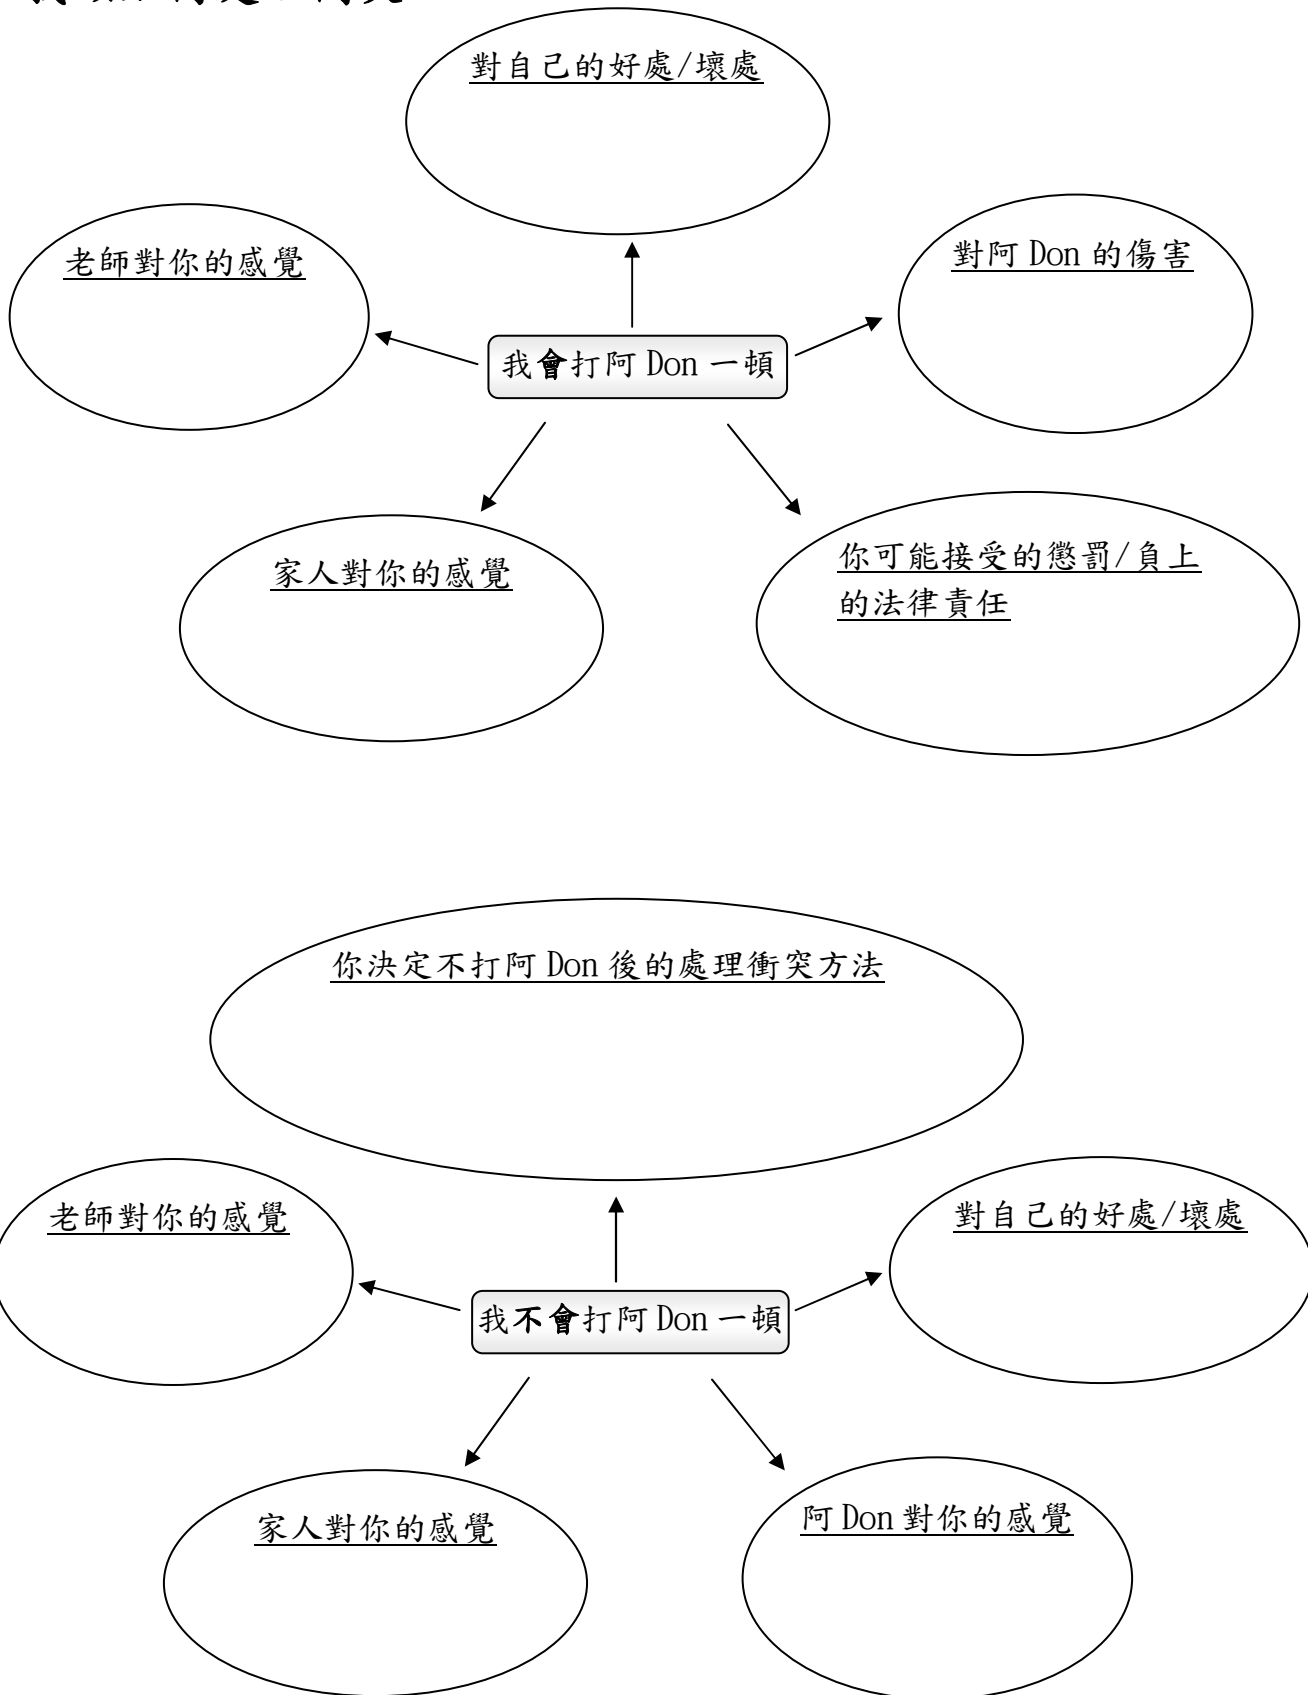 對自己的好處/壞處
老師對你的感覺
對阿 Don 的傷害
我會打阿 Don 一頓
家人對你的感覺
你可能接受的懲罰/負上
的法律責任
你決定不打阿 Don 後的處理衝突方法
老師對你的感覺
對自己的好處/壞處
我不會打阿 Don 一頓
家人對你的感覺
阿 Don 對你的感覺